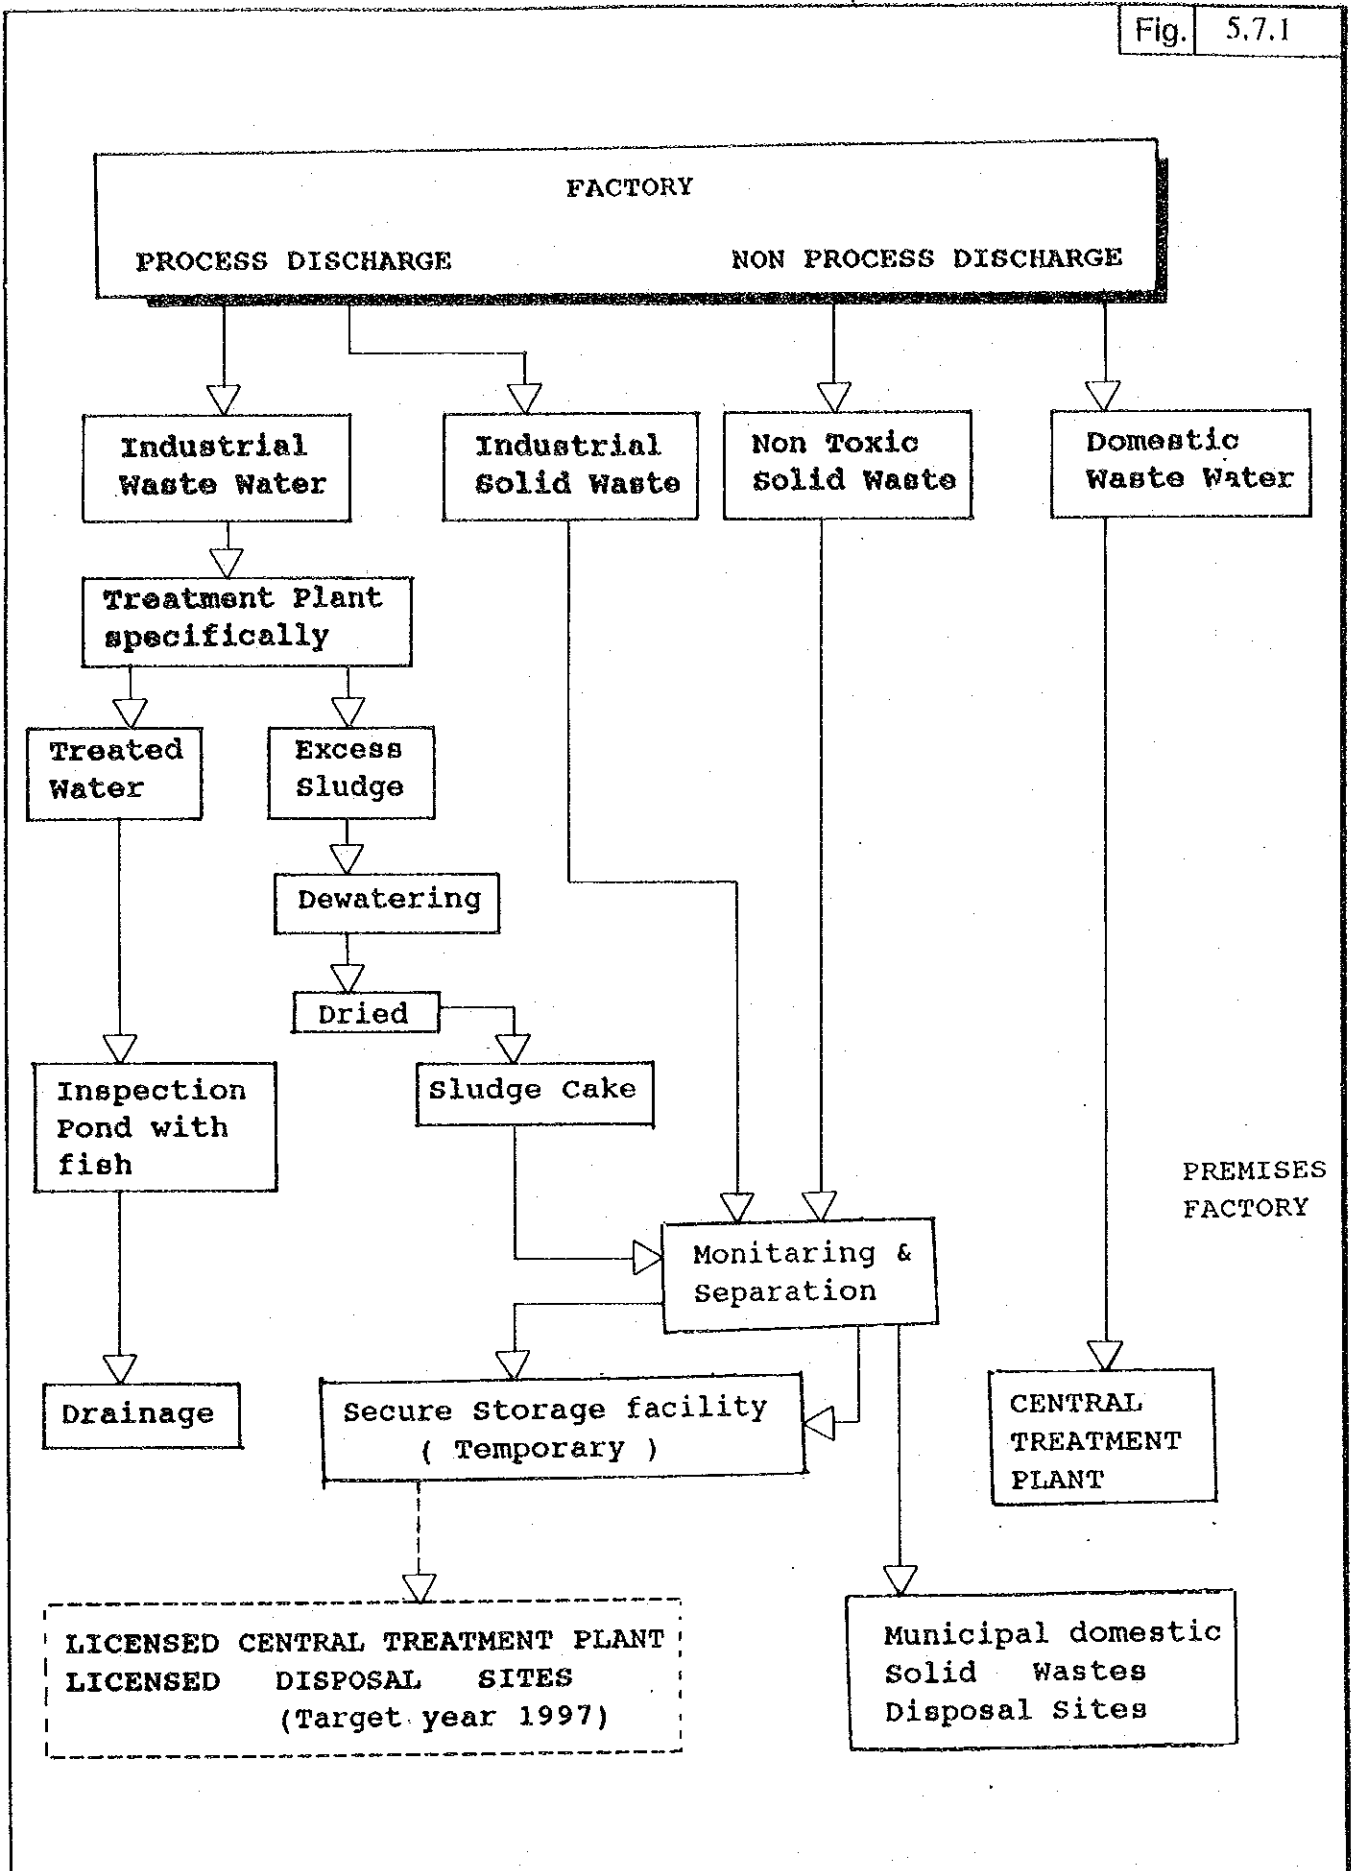 Fig. 5.7.1
FACTORY
PROCESS DISCHARGE NON PROCESS DISCHARGE
Industrial
Waste Water
Industrial
Solid Waste
Non Toxic
Solid Waste
Domestic
Waste Water
Treatment Plant
specifically
Treated
Water
Excess
Sludge
Dewatering
Dried
Inspection
Pond with
fish
Sludge Cake
PREMISES
FACTORY
Monitaring &
Separation
Drainage
Secure Storage facility
( Temporary )
CENTRAL
TREATMENT
PLANT
LICENSED CENTRAL TREATMENT PLANT
LICENSED DISPOSAL SITES
(Target year 1997)
Municipal domestic
Solid Wastes
Disposal Sites